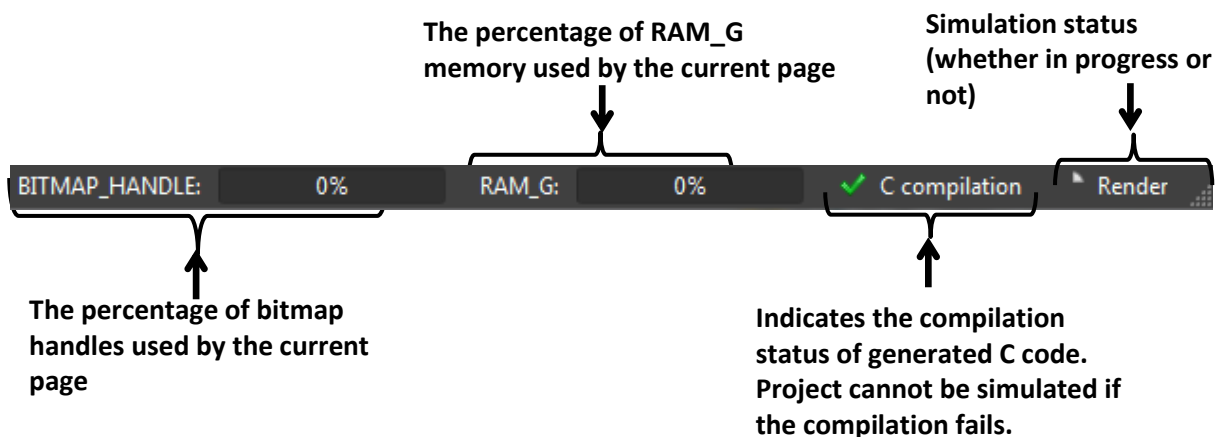 The percentage of RAM_G
memory used by the current page
Simulation status
(whether in progress or
not)
BITMAP_HANDLE: 0% RAM_G: 0% C compilation Render
The percentage of bitmap
handles used by the current
page
Indicates the compilation
status of generated C code.
Project cannot be simulated if
the compilation fails.